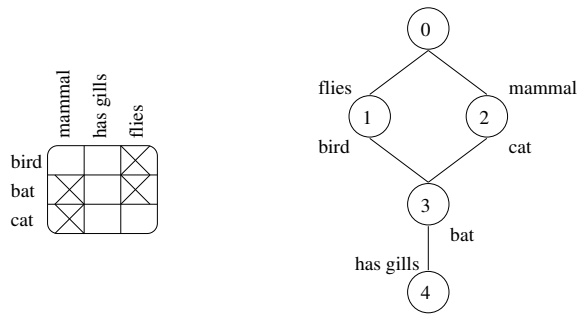 mammal
has gills
flies
bird
bat
cat
0
flies
mammal
1
2
bird
cat
3
bat
has gills
4